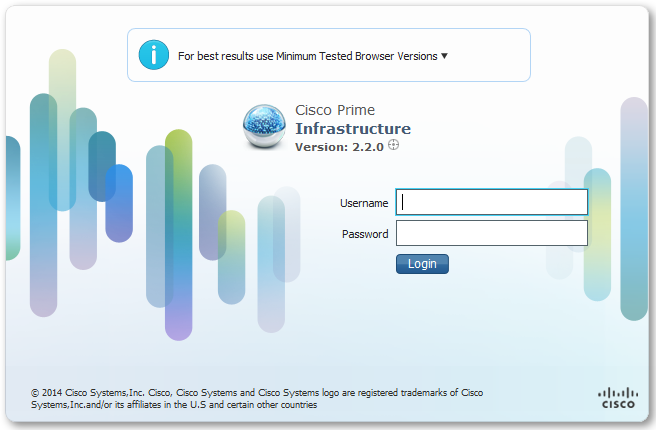 For best results use Minimum Tested Browser Versions ▼
Cisco Prime
Infrastructure
Version: 2.2.0
Username
Password
Login
© 2014 Cisco Systems,Inc. Cisco, Cisco Systems and Cisco Systems logo are registered trademarks of Cisco
Systems,Inc.and/or its affiliates in the U.S and certain other countries
CISCO